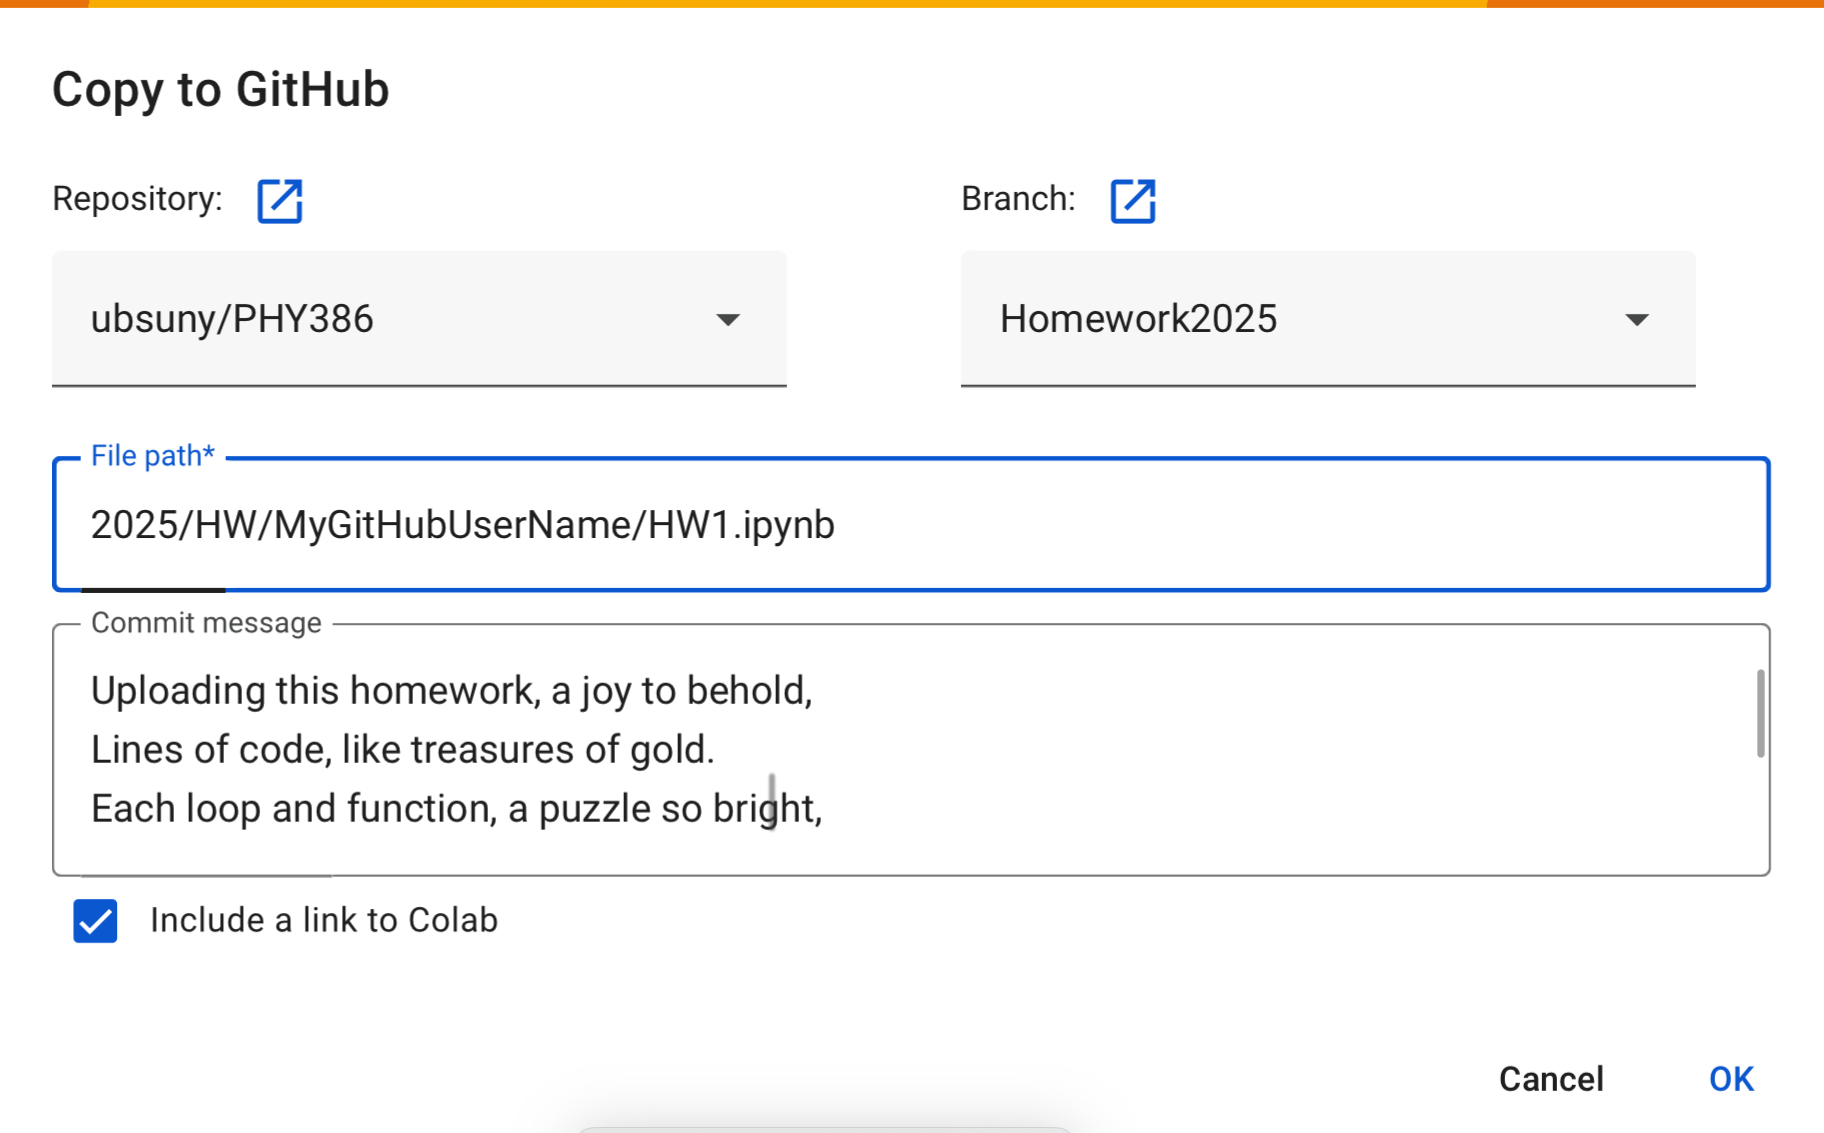 Copy to GitHub
Repository:
Branch:
ubsuny/PHY386
Homework2025
File path*
2025/HW/MyGitHubUserName/HW1.ipynb
Commit message
Uploading this homework, a joy to behold,
Lines of code, like treasures of gold.
Each loop and function, a puzzle so bright,
Include a link to Colab
Cancel
OK